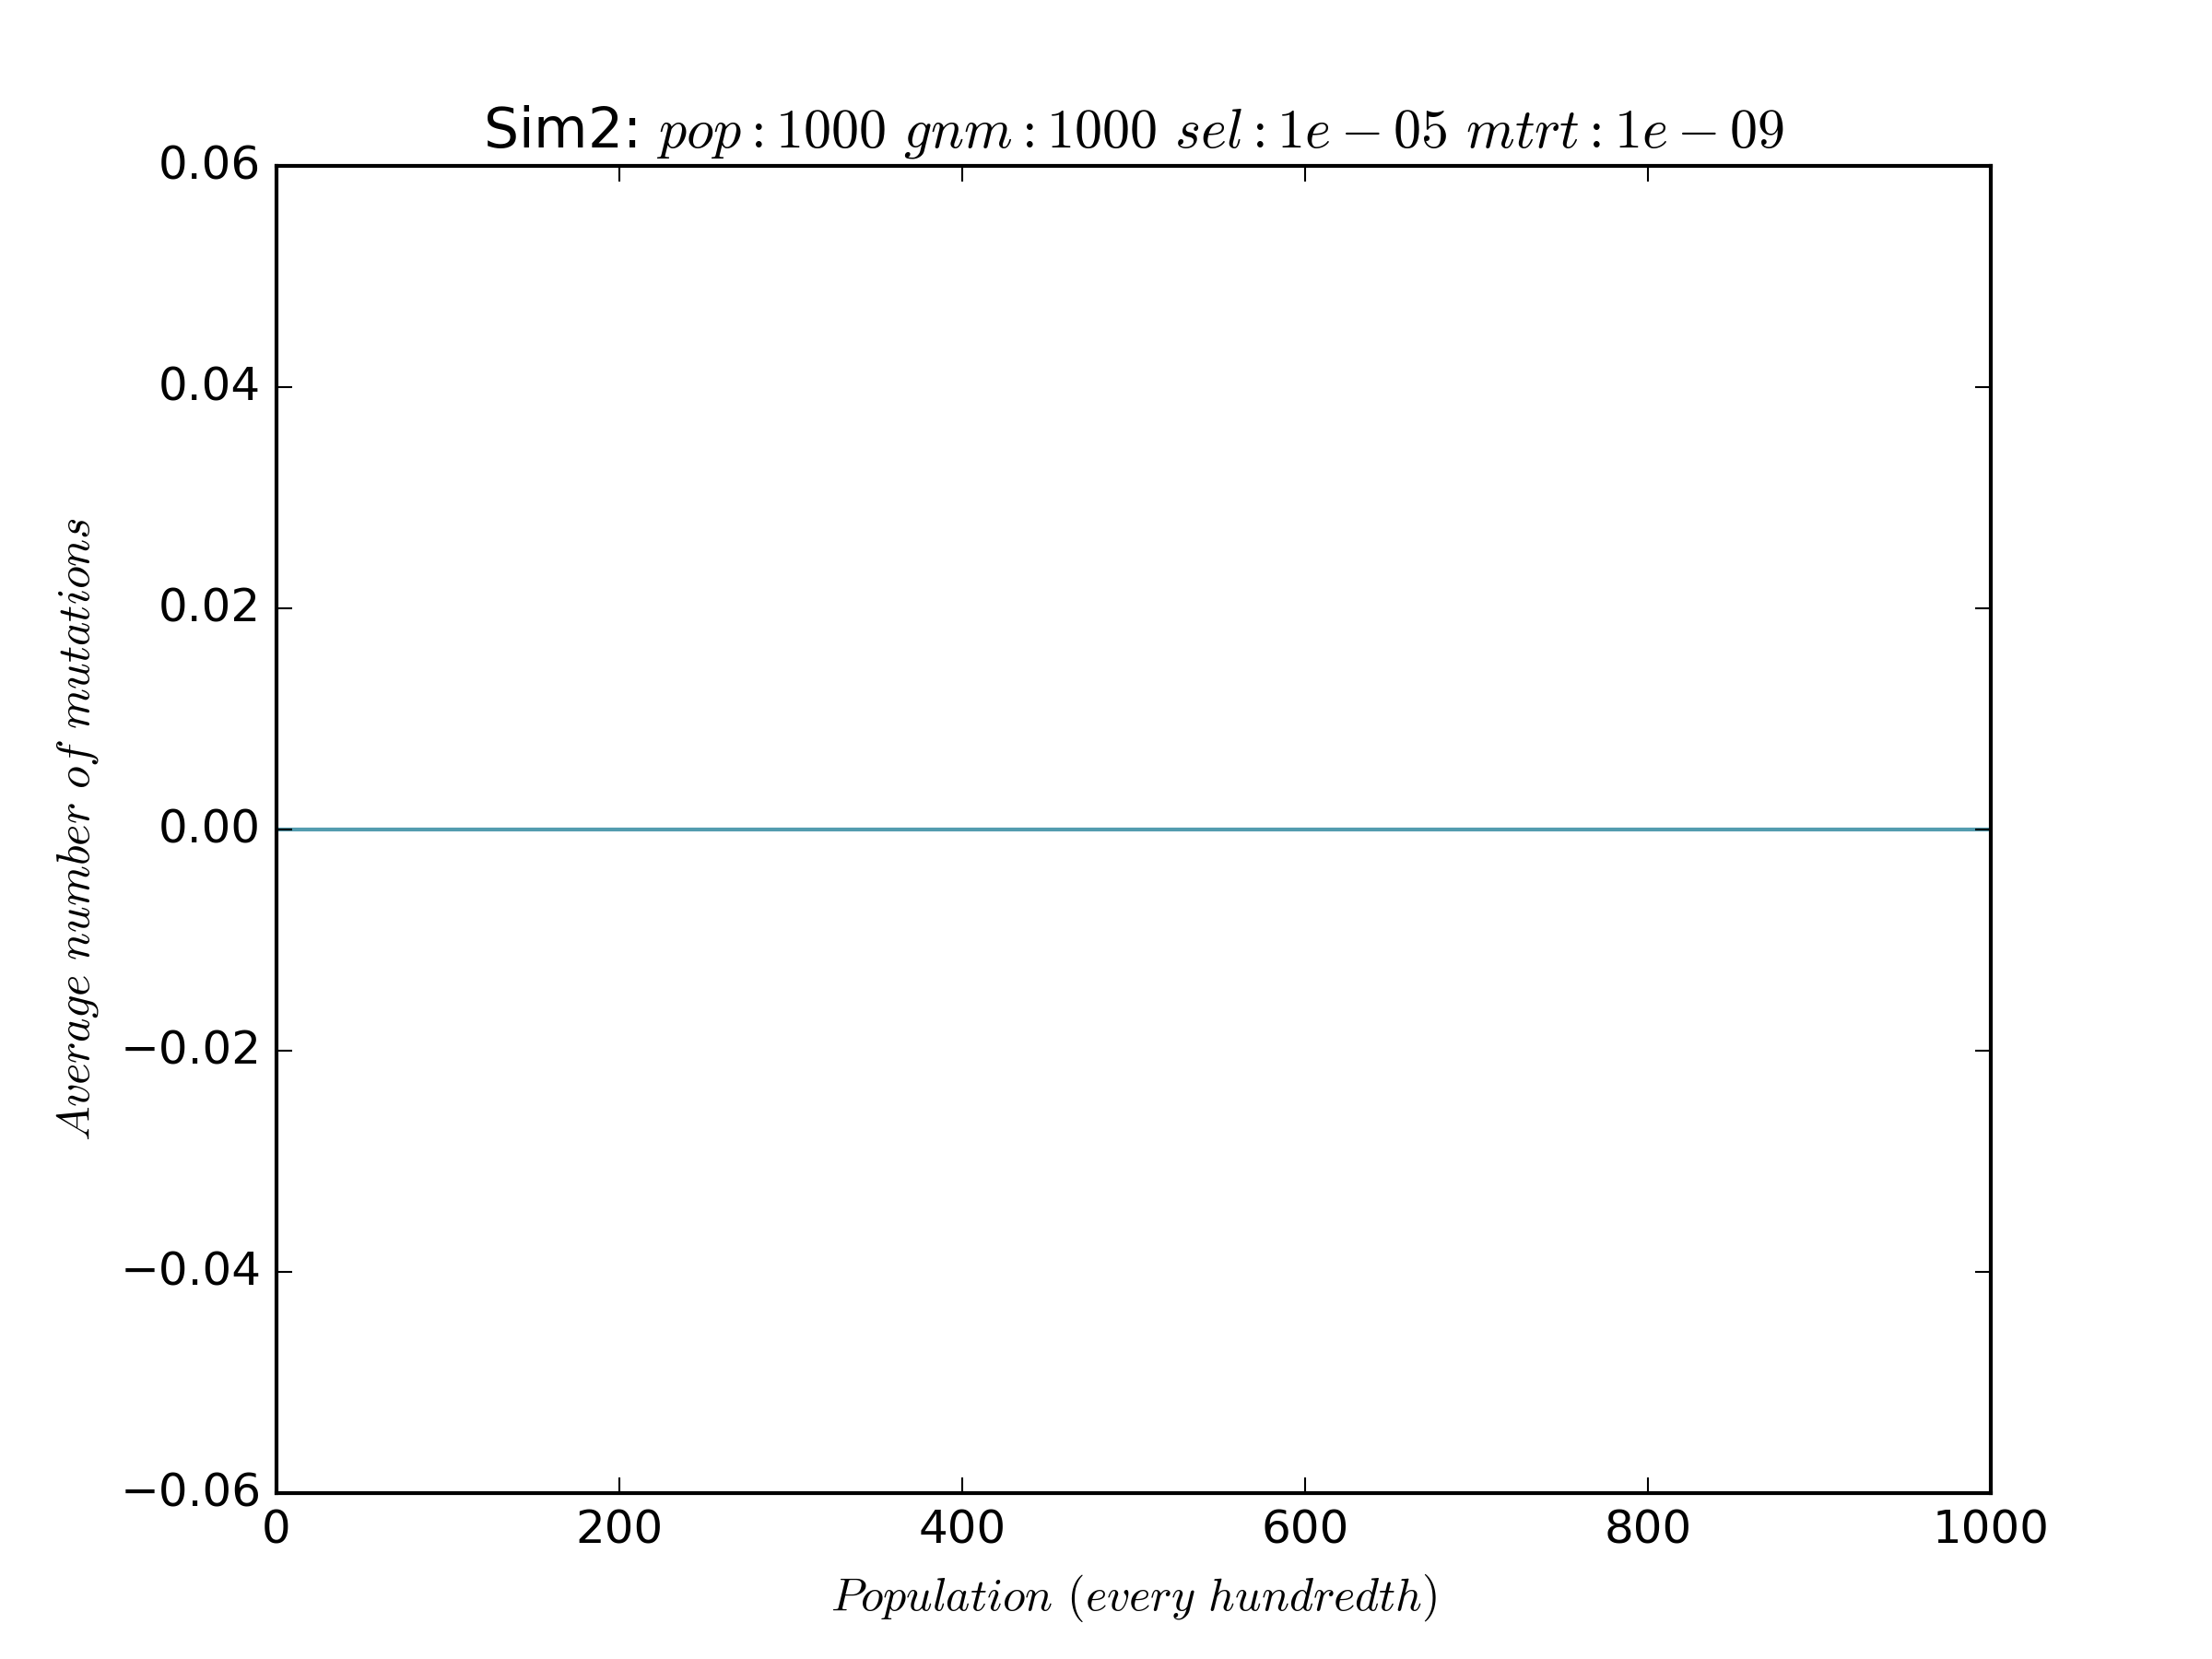 Sim2: pop : 1000 gnm : 1000 sel : 1e − 05 mtrt : 1e − 09
0.06
0.04
0.02
0.00
−0.02
−0.04
−0.06
0 200 400 600 800 1000
Average number of mutations
Population (every hundredth)